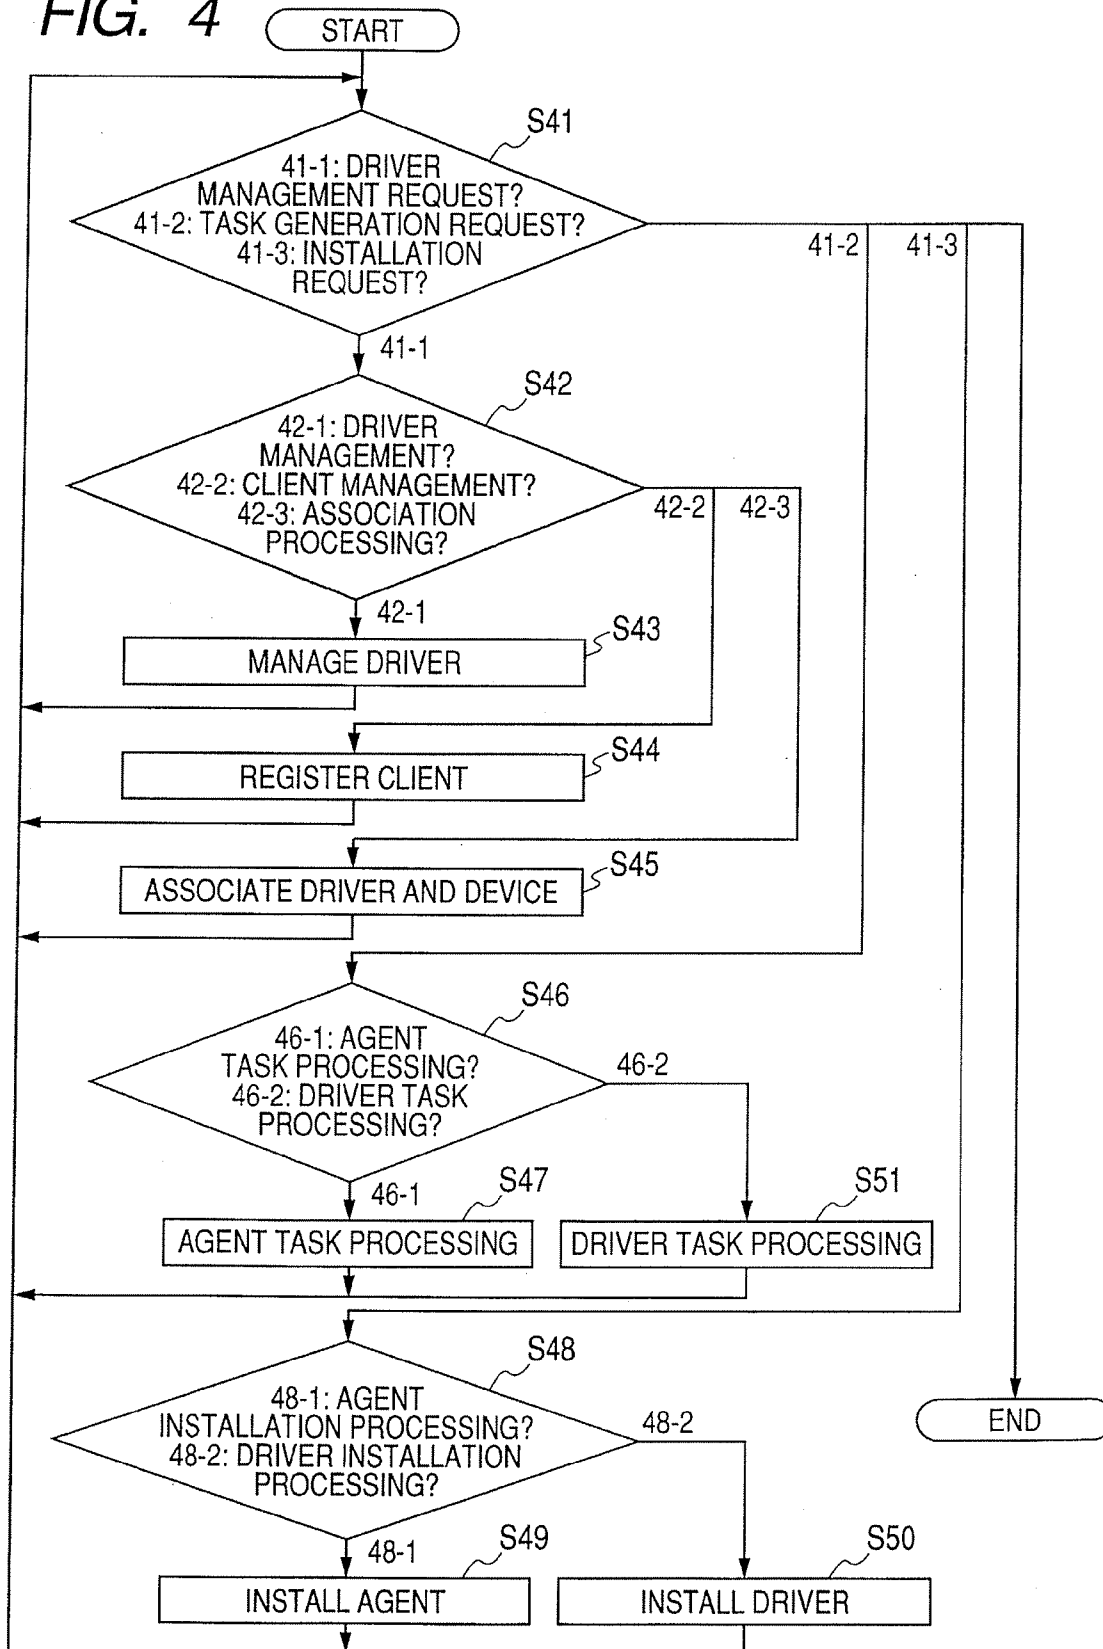 FIG. 4
START
S41
41-1: DRIVER
MANAGEMENT REQUEST?
41-2: TASK GENERATION REQUEST?
41-3: INSTALLATION
REQUEST?
41-2
41-3
41-1
S42
42-1: DRIVER
MANAGEMENT?
42-2: CLIENT MANAGEMENT?
42-3: ASSOCIATION
PROCESSING?
42-2
42-3
42-1
S43
MANAGE DRIVER
S44
REGISTER CLIENT
S45
ASSOCIATE DRIVER AND DEVICE
S46
46-1: AGENT
TASK PROCESSING?
46-2: DRIVER TASK
PROCESSING?
46-2
46-1
S47
S51
AGENT TASK PROCESSING
DRIVER TASK PROCESSING
S48
48-1: AGENT
INSTALLATION PROCESSING?
48-2: DRIVER INSTALLATION
PROCESSING?
48-2
END
48-1
S49
S50
INSTALL AGENT
INSTALL DRIVER